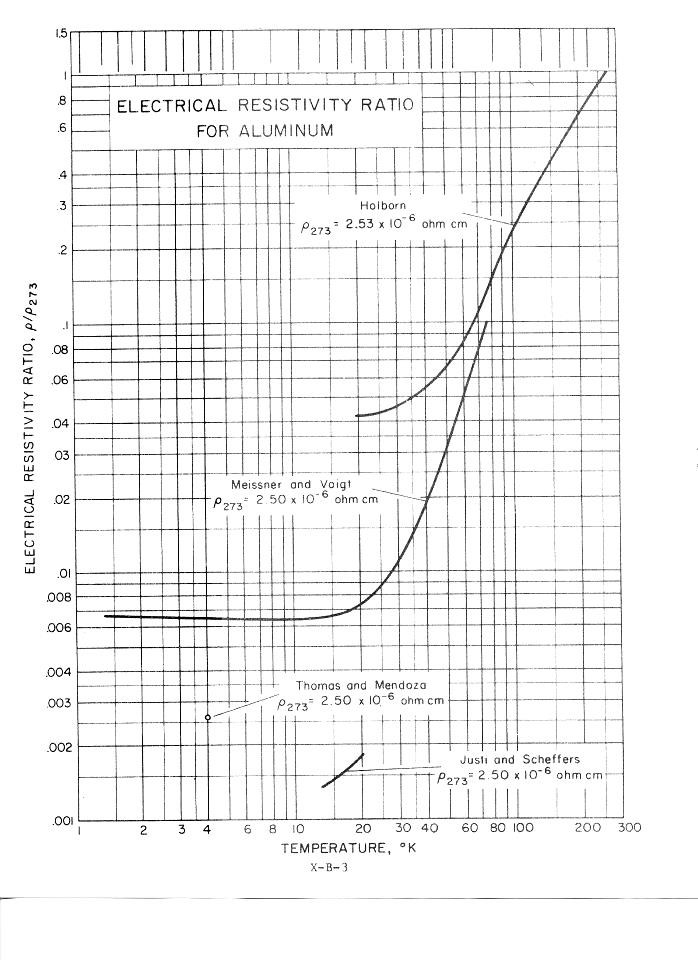 ELECTRICAL RESISTIVITY RATIO
FOR ALUMINUM
1.5
1
.8
.6
.4
.3
.2
.1
.08
.06
.04
.03
.02
.01
.008
.006
.004
.003
.002
.001
ELECTRICAL RESISTIVITY RATIO, ρ/ρ273
Holborn
ρ273= 2.53 x 10-6 ohm cm
Meissner and Voigt
ρ273= 2.50 x 10-6 ohm cm
Thomas and Mendoza
ρ273= 2.50 x 10-6 ohm cm
Justi and Scheffers
ρ273= 2.50 x 10-6 ohm cm
1 2 3 4 6 8 10 20 30 40 60 80 100 200 300
TEMPERATURE, °K
X-B-3